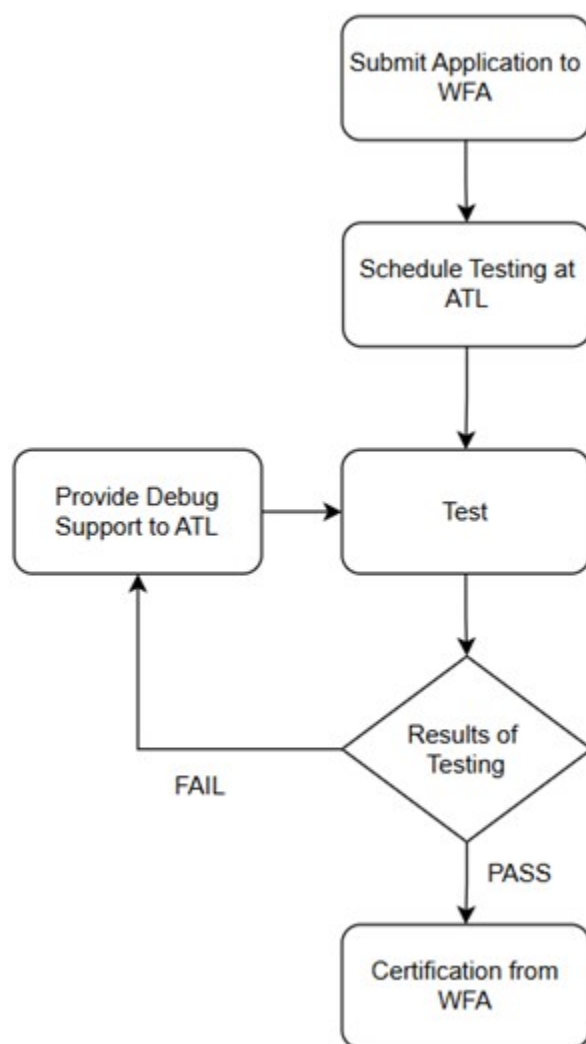 Submit Application to
WFA
Schedule Testing at
ATL
Provide Debug
Support to ATL
Test
Results of
Testing
FAIL
PASS
Certification from
WFA